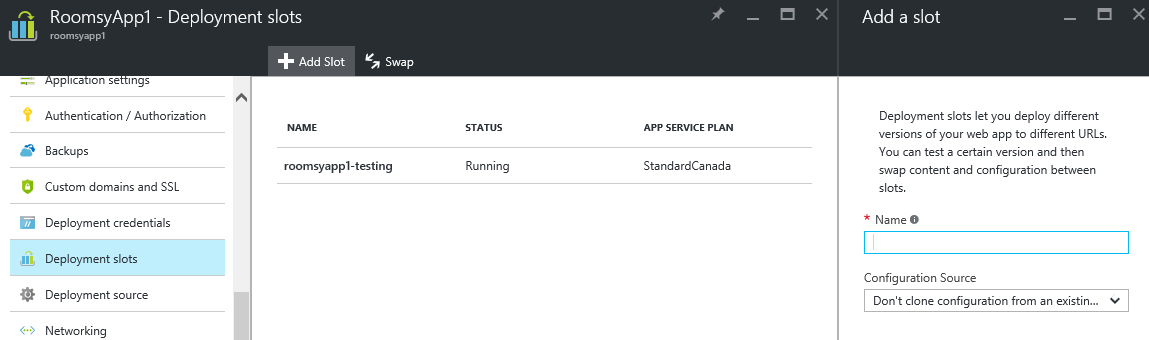 RoomsyApp1 - Deployment slots
roomsyapp1
Add Slot
Swap
Application settings
Authentication / Authorization
Backups
Custom domains and SSL
Deployment credentials
Deployment slots
Deployment source
Networking
NAME STATUS APP SERVICE PLAN
roomsyapp1-testing Running StandardCanada
Add a slot
Deployment slots let you deploy different
versions of your web app to different URLs.
You can test a certain version and then
swap content and configuration between
slots.
* Name
Configuration Source
Don't clone configuration from an existin...